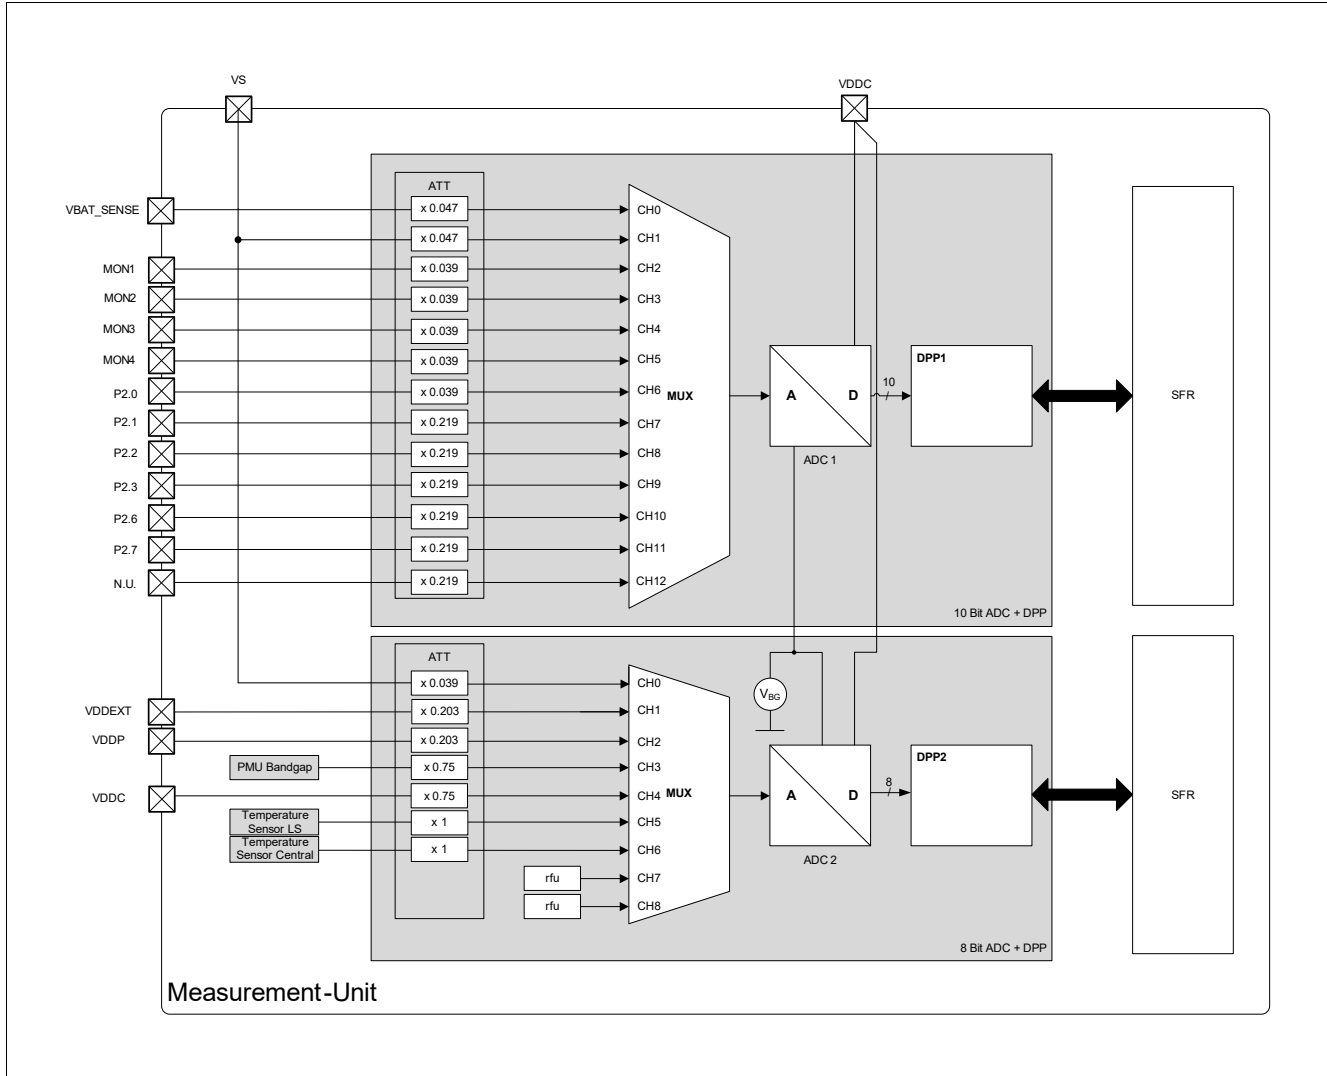 VS
VDDC
ATT
VBAT_SENSE
x 0.047
CH0
x 0.047
CH1
MON1
x 0.039
CH2
MON2
x 0.039
CH3
MON3
x 0.039
CH4
MON4
x 0.039
CH5
P2.0
x 0.039
CH6
MUX
P2.1
x 0.219
CH7
P2.2
x 0.219
CH8
P2.3
x 0.219
CH9
P2.6
x 0.219
CH10
P2.7
x 0.219
CH11
N.U.
x 0.219
CH12
A
D
ADC 1
10
DPP1
SFR
10 Bit ADC + DPP
ATT
x 0.039
CH0
VDDEXT
x 0.203
CH1
VDDP
x 0.203
CH2
PMU Bandgap
x 0.75
CH3
VDDC
x 0.75
CH4
MUX
Temperature
Sensor LS
x 1
CH5
Temperature
Sensor Central
x 1
CH6
rfu
CH7
rfu
CH8
VBG
A
D
ADC 2
8
DPP2
SFR
8 Bit ADC + DPP
Measurement-Unit